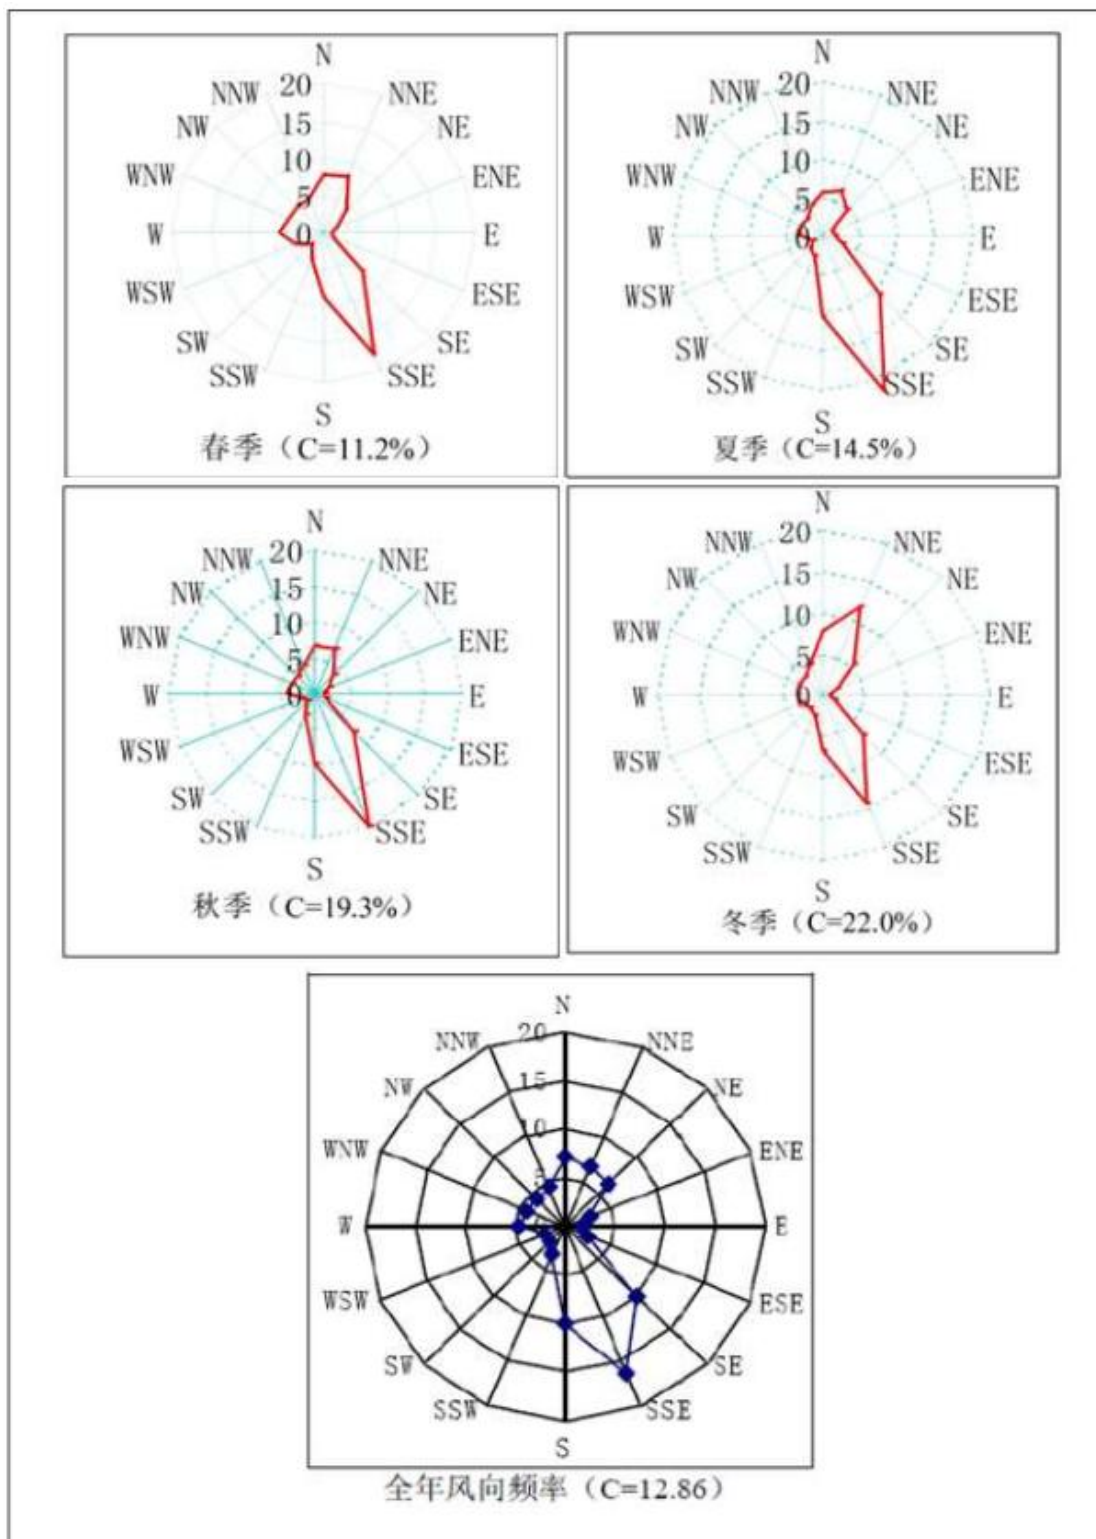 N
NNW 20 NNE
NW 15 NE
WNW 10 ENE
5
W 0 E
WSW ESE
SW SE
SSW SSE
S
春季（C=11.2%）
N
NNW 20 NNE
NW 15 NE
WNW 10 ENE
5
W 0 E
WSW ESE
SW SE
SSW SSE
S
夏季（C=14.5%）
N
NNW 20 NNE
NW 15 NE
WNW 10 ENE
5
W 0 E
WSW ESE
SW SE
SSW SSE
S
秋季（C=19.3%）
N
NNW 20 NNE
NW 15 NE
WNW 10 ENE
5
W 0 E
WSW ESE
SW SE
SSW SSE
S
冬季（C=22.0%）
N
NNW 20 NNE
NW 15 NE
WNW 10 ENE
W E
WSW ESE
SW SE
SSW SSE
S
全年风向频率（C=12.86）